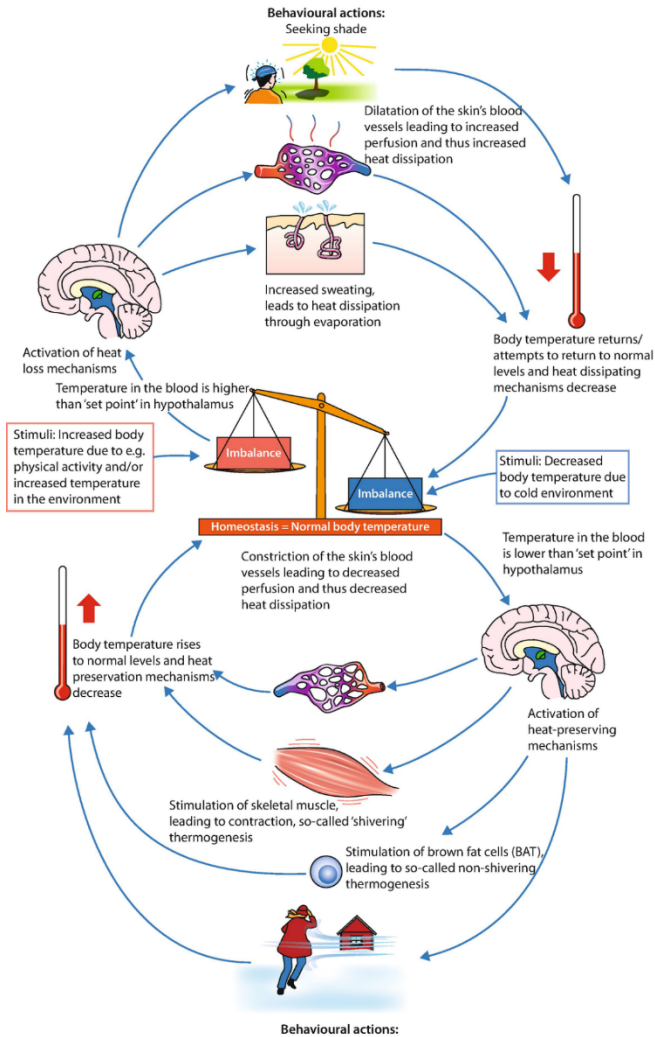 Behavioural actions:
Seeking shade
Dilatation of the skin's blood
vessels leading to increased
perfusion and thus increased
heat dissipation
Increased sweating,
leads to heat dissipation
through evaporation
Activation of heat
loss mechanisms
Body temperature returns/
attempts to return to normal
levels and heat dissipating
mechanisms decrease
Temperature in the blood is higher
than 'set point' in hypothalamus
Stimuli: Increased body
temperature due to e.g.
physical activity and/or
increased temperature
in the environment
Imbalance
Imbalance
Stimuli: Decreased
body temperature due
to cold environment
Homeostasis = Normal body temperature
Temperature in the blood
is lower than 'set point' in
hypothalamus
Constriction of the skin's blood
vessels leading to decreased
perfusion and thus decreased
heat dissipation
Body temperature rises
to normal levels and heat
preservation mechanisms
decrease
Activation of
heat-preserving
mechanisms
Stimulation of skeletal muscle,
leading to contraction, so-called 'shivering'
thermogenesis
Stimulation of brown fat cells (BAT),
leading to so-called non-shivering
thermogenesis
Behavioural actions: